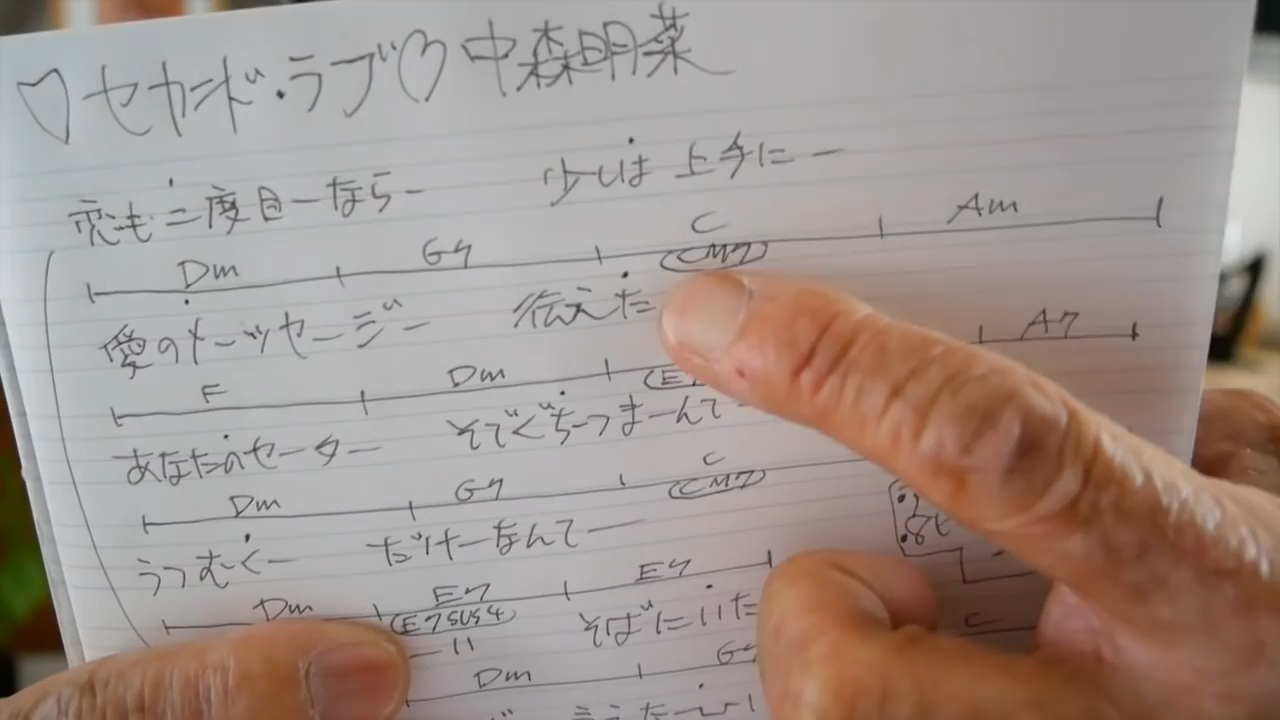 ♡セカンド・ラブ♡中森明菜
恋も二度目ーならー 少しは 上手にー
Dm G7 C Am
(CM7)
愛のメーッセージー 伝えた
F Dm A7
あなたのセーター そでぐちーつまーんでー
Dm G7 C
(CM7)
うつむくー だけーなんてー
Dm E7 E7
(E7sus4)
そばにいた
Dm G7
C